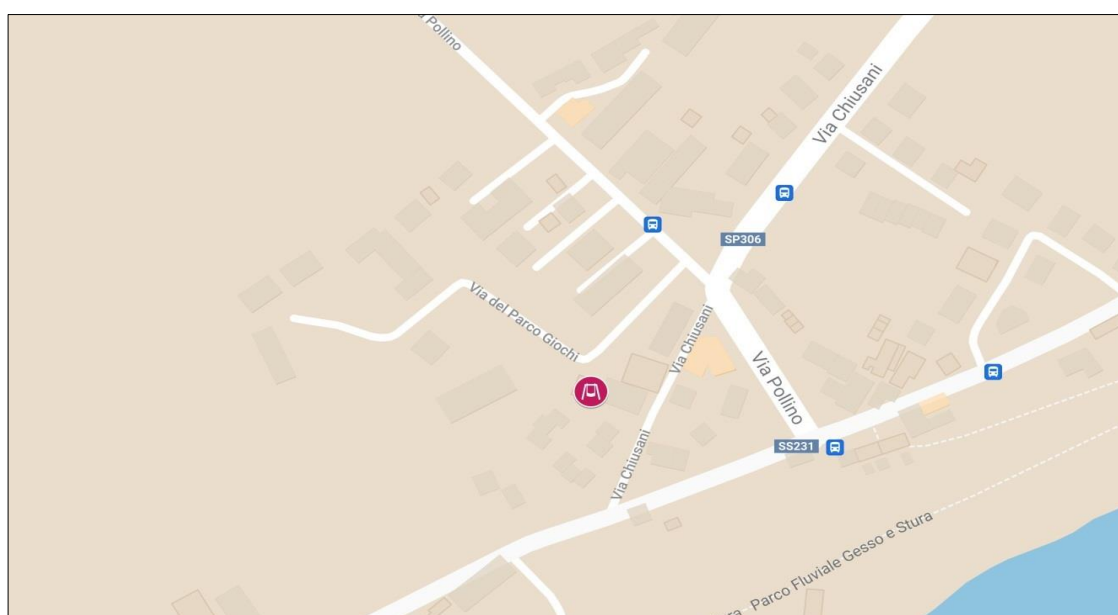 Pollino
Via Chiusani
SP306
Via del Parco Giochi
Via Chiusani
Via Pollino
Via Chiusani
SS231
Parco Fluviale Gesso e Stura